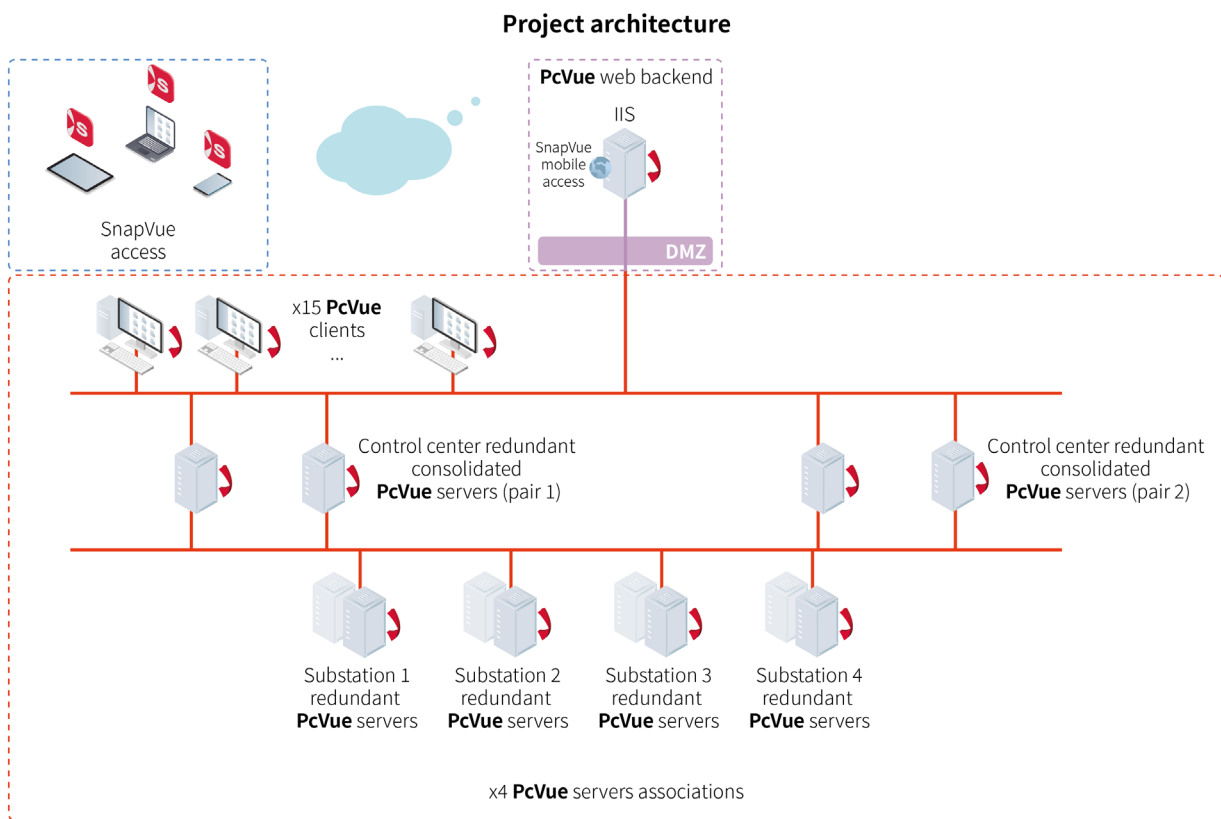 Project architecture
PcVue web backend
IIS
SnapVue
mobile
access
S
S
S
SnapVue
access
DMZ
x15 PcVue
clients
...
Control center redundant
consolidated
PcVue servers (pair 1)
Control center redundant
consolidated
PcVue servers (pair 2)
Substation 1
redundant
PcVue servers
Substation 2
redundant
PcVue servers
Substation 3
redundant
PcVue servers
Substation 4
redundant
PcVue servers
x4 PcVue servers associations